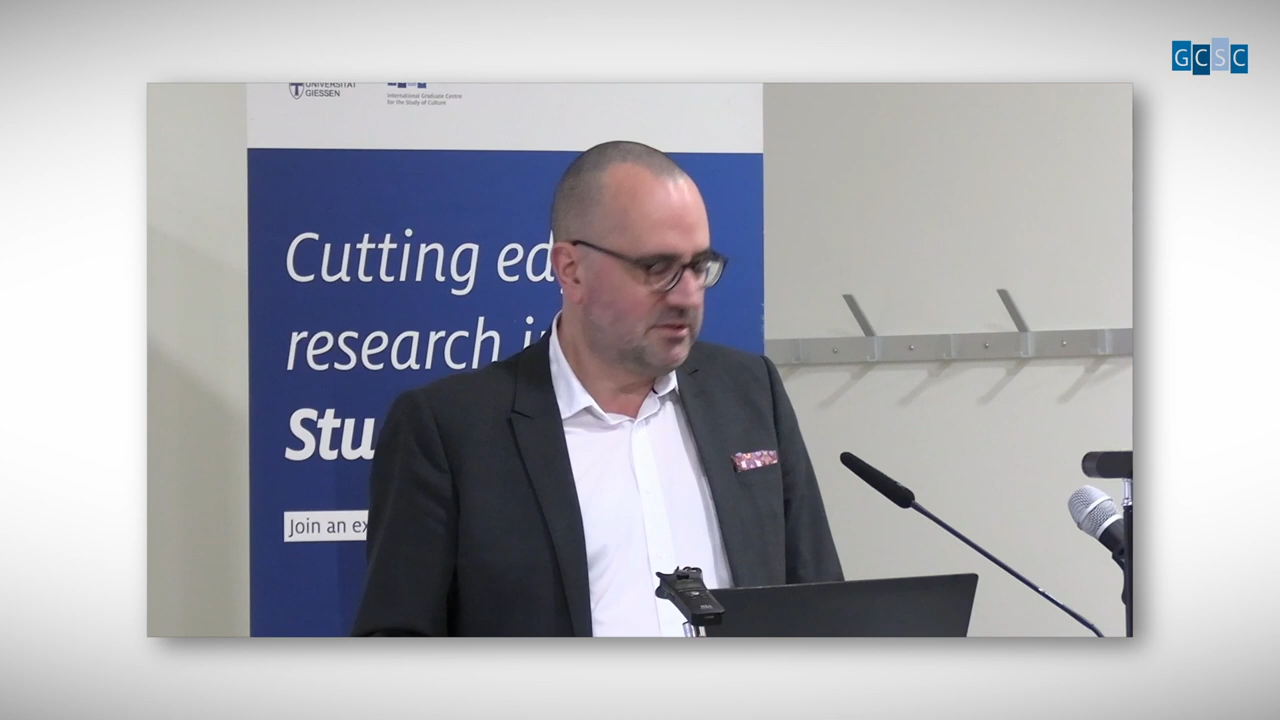 GCSC
UNIVERSITÄT
GIESSEN
International Graduate Centre
for the Study of Culture
Cutting ed
research i
Stu
Join an ex